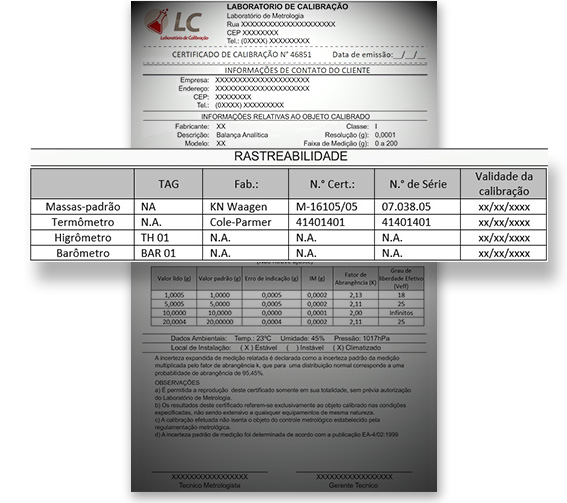 LABORATORIO DE CALIBRAÇÃO
LC
Laboratório de Calibração
Laboratório de Metrologia
Rua XXXXXXXXXXXXXXXXXXXXX
CEP XXXXXXXX
Tel.: (0XXXX) XXXXXXXXX
CERTIFICADO DE CALIBRAÇÃO N° 46851 Data de emissão:__/__/__
INFORMAÇÕES DE CONTATO DO CLIENTE
Empresa: XXXXXXXXXXXXXXXXXXXXX
Endereço: XXXXXXXXXXXXXXXXXXXXX
CEP: XXXXXXXX
Tel.: (0XXXX) XXXXXXXXX
INFORMAÇÕES RELATIVAS AO OBJETO CALIBRADO
Fabricante: XX Classe: I
Descrição: Balança Analítica Resolução (g): 0,0001
Modelo: XX Faixa de Medição (g): 0 a 200
RASTREABILIDADE
TAG Fab.: N.° Cert.: N.° de Série Validade da calibração
Massas-padrão NA KN Waagen M-16105/05 07.038.05 xx/xx/xxxx
Termômetro N.A. Cole-Parmer 41401401 41401401 xx/xx/xxxx
Higrômetro TH 01 N.A. N.A. N.A. xx/xx/xxxx
Barômetro BAR 01 N.A. N.A. N.A. xx/xx/xxxx
Valor lido (g) Valor padrão (g) Erro de indicação (g) IM (g) Fator de Abrangência (K) Grau de liberdade Efetivo (Veff)
1,0005 1,0000 0,0005 0,0002 2,13 18
5,0005 5,0000 0,0005 0,0002 2,11 25
10,0000 10,0000 0,0000 0,0001 2,00 Infinitos
20,0004 20,00000 0,0004 0,0002 2,11 25
Dados Ambientais: Temp.: 23ºC Umidade: 45% Pressão: 1017hPa
Local de Instalação: ( X ) Estável ( ) Instável ( X) Climatizado
A incerteza expandida de medição relatada é declarada como a incerteza padrão da medição
multiplicada pelo fator de abrangência k, que para uma distribuição normal corresponde a uma
probabilidade de abrangência de 95,45%.
OBSERVAÇÕES
a) É permitida a reprodução deste certificado somente em sua totalidade, sem prévia autorização
do Laboratório de Metrologia.
b) Os resultados deste certificado referem-se exclusivamente ao objeto calibrado nas condições
especificadas, não sendo extensivo a quaisquer equipamentos de mesma natureza.
c) A calibração efetuada não isenta o objeto do controle metrológico estabelecido pela
regulamentação metrológica.
d) A incerteza padrão de medição foi determinada de acordo com a publicação EA-4/02:1999
XXXXXXXXXXXXXXXXX XXXXXXXXXXXXXXXXX
Tecnico Metrologista Gerente Tecnico